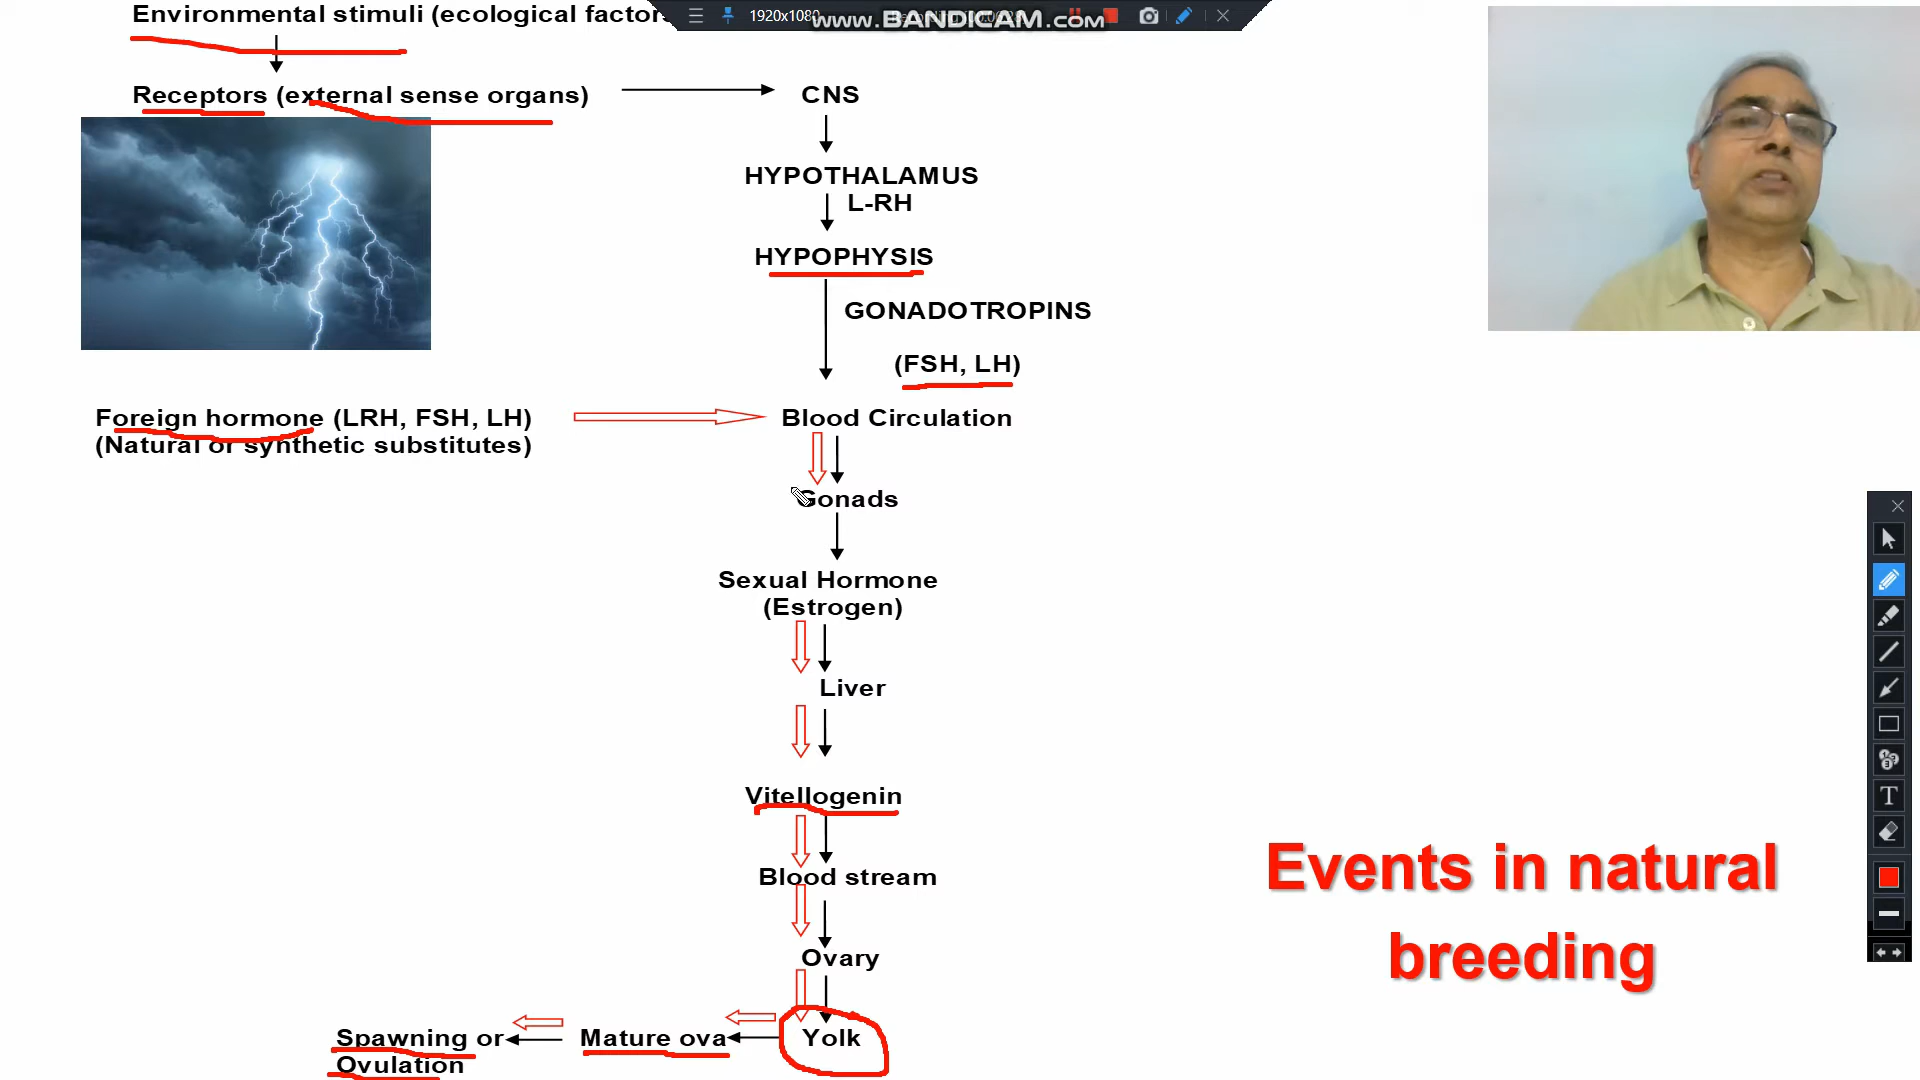 Environmental stimuli (ecological factors
1920x1080
www.BANDICAM.com
Receptors (external sense organs)
CNS
HYPOTHALAMUS
L-RH
HYPOPHYSIS
GONADOTROPINS
(FSH, LH)
Foreign hormone (LRH, FSH, LH)
(Natural or synthetic substitutes)
Blood Circulation
Gonads
Sexual Hormone
(Estrogen)
Liver
Vitellogenin
Blood stream
Ovary
Yolk
Mature ova
Spawning or
Ovulation
Events in natural
breeding